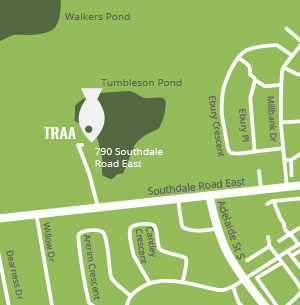 Walkers Pond
Tumbleson Pond
TRAA
790 Southdale
Road East
Ebury Crescent
Ebury Pl
Millbank Dr
Southdale Road East
Adelaide St S
Willow Dr
Antrim Crescent
Cantley
Crescent
Dearness Dr